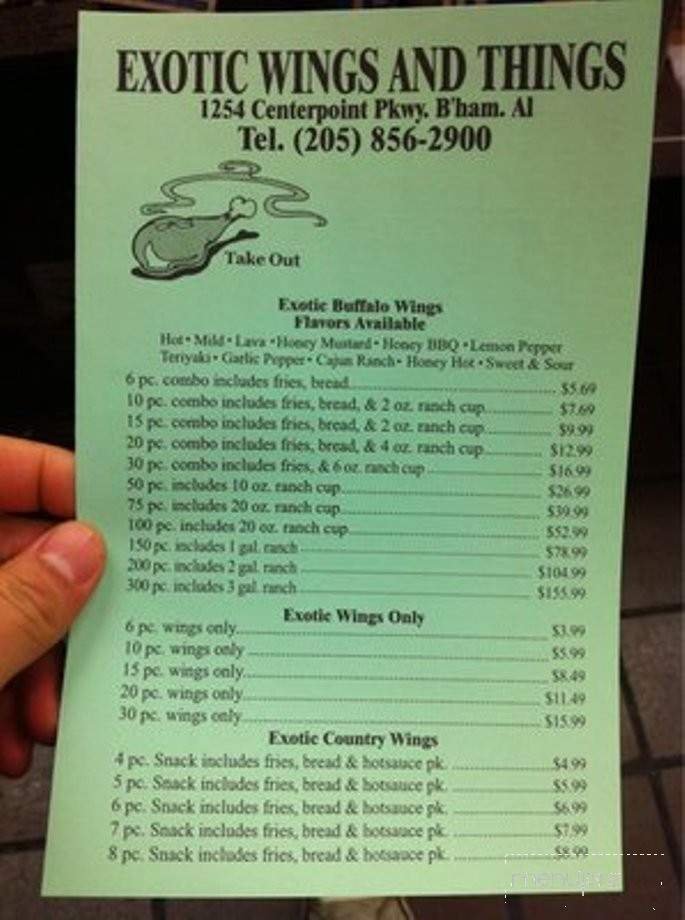 EXOTIC WINGS AND THINGS
1254 Centerpoint Pkwy. B'ham. Al
Tel. (205) 856-2900
Take Out
Exotic Buffalo Wings
Flavors Available
Hot • Mild • Lava • Honey Mustard • Honey BBQ • Lemon Pepper
Teriyaki • Garlic Pepper • Cajun Ranch • Honey Hot • Sweet & Sour
6 pc. combo includes fries, bread $5.69
10 pc. combo includes fries, bread, & 2 oz. ranch cup $7.69
15 pc. combo includes fries, bread, & 2 oz. ranch cup $9.99
20 pc. combo includes fries, bread, & 4 oz. ranch cup $12.99
30 pc. combo includes fries, & 6 oz. ranch cup $16.99
50 pc. includes 10 oz. ranch cup $26.99
75 pc. includes 20 oz. ranch cup $39.99
100 pc. includes 20 oz. ranch cup $52.99
150 pc. includes 1 gal. ranch $78.99
200 pc. includes 2 gal. ranch $104.99
300 pc. includes 3 gal. ranch $155.99
Exotic Wings Only
6 pc. wings only $3.99
10 pc. wings only $5.99
15 pc. wings only $8.49
20 pc. wings only $11.49
30 pc. wings only $15.99
Exotic Country Wings
4 pc. Snack includes fries, bread & hotsauce pk. $4.99
5 pc. Snack includes fries, bread & hotsauce pk. $5.99
6 pc. Snack includes fries, bread & hotsauce pk. $6.99
7 pc. Snack includes fries, bread & hotsauce pk. $7.99
8 pc. Snack includes fries, bread & hotsauce pk. $8.99